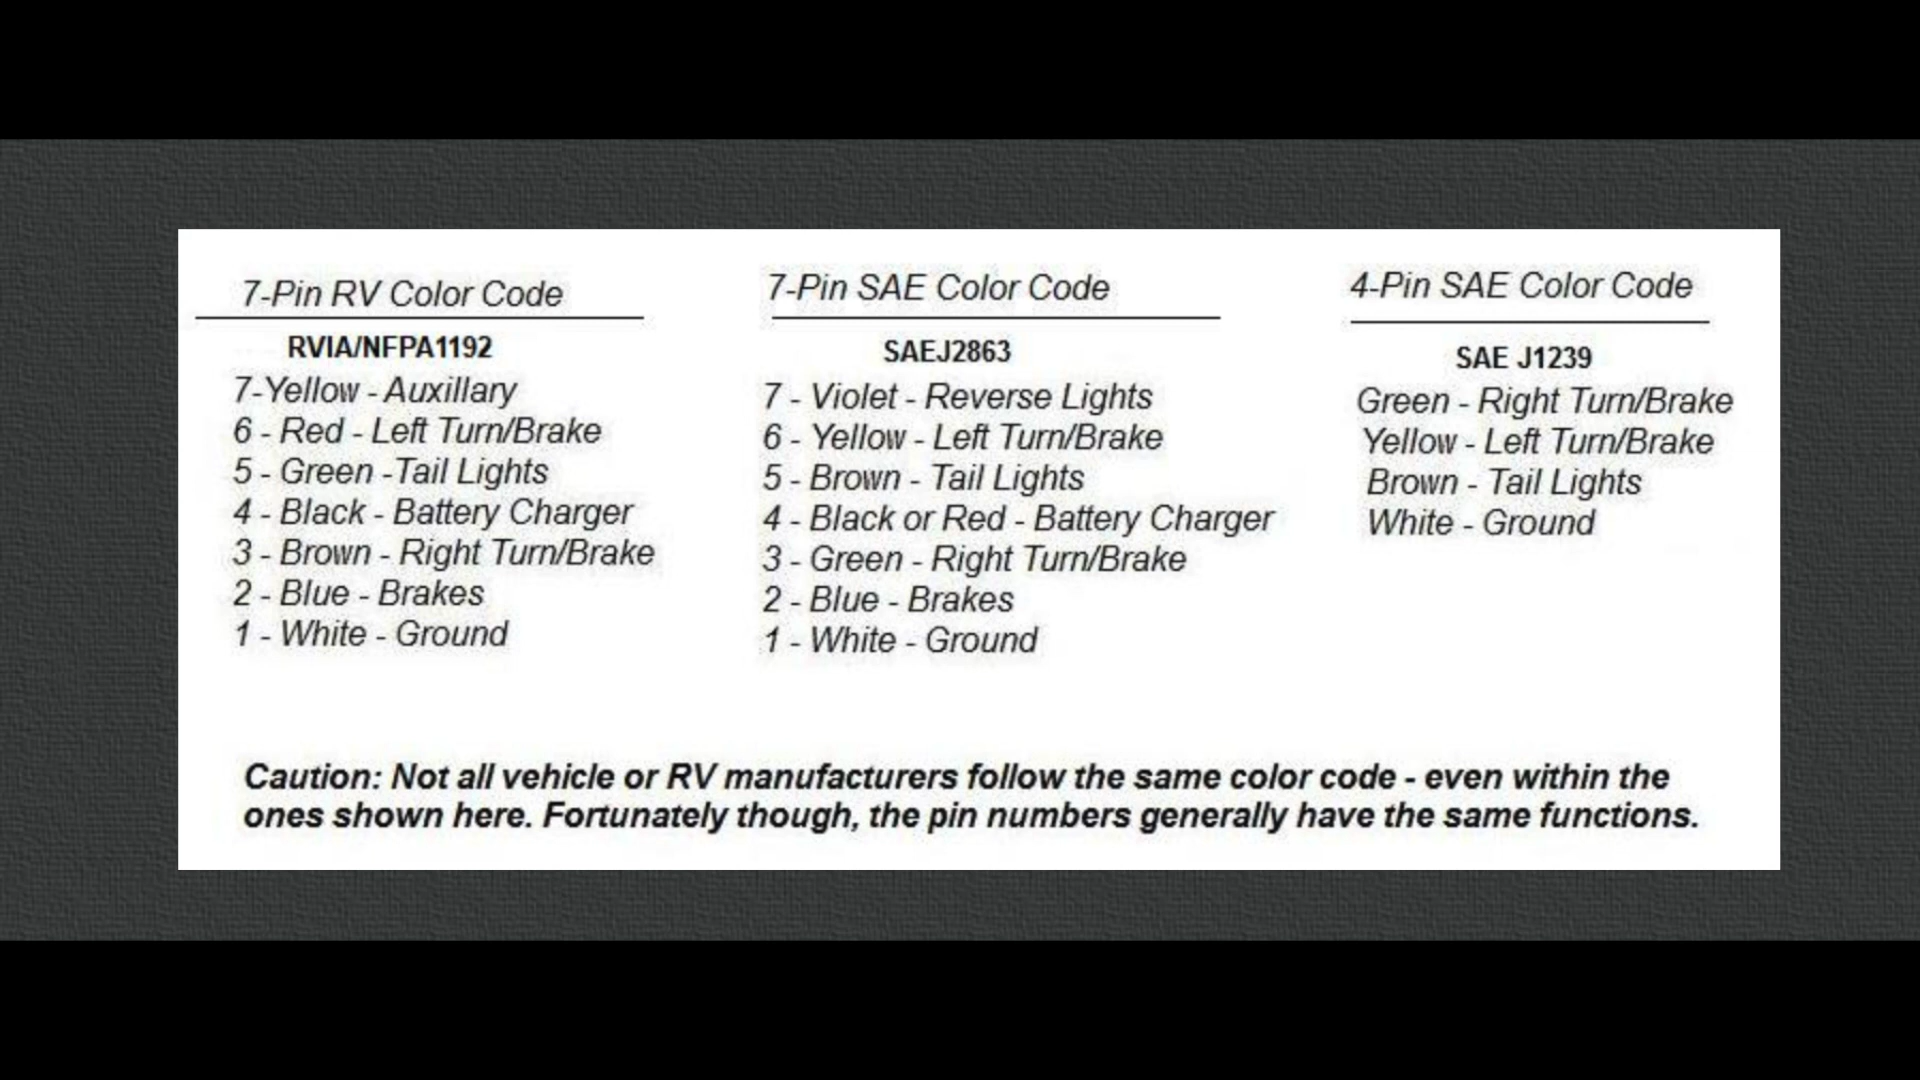 7-Pin RV Color Code
RVIA/NFPA1192
7-Yellow - Auxillary
6 - Red - Left Turn/Brake
5 - Green -Tail Lights
4 - Black - Battery Charger
3 - Brown - Right Turn/Brake
2 - Blue - Brakes
1 - White - Ground
7-Pin SAE Color Code
SAEJ2863
7 - Violet - Reverse Lights
6 - Yellow - Left Turn/Brake
5 - Brown - Tail Lights
4 - Black or Red - Battery Charger
3 - Green - Right Turn/Brake
2 - Blue - Brakes
1 - White - Ground
4-Pin SAE Color Code
SAE J1239
Green - Right Turn/Brake
Yellow - Left Turn/Brake
Brown - Tail Lights
White - Ground
Caution: Not all vehicle or RV manufacturers follow the same color code - even within the
ones shown here. Fortunately though, the pin numbers generally have the same functions.